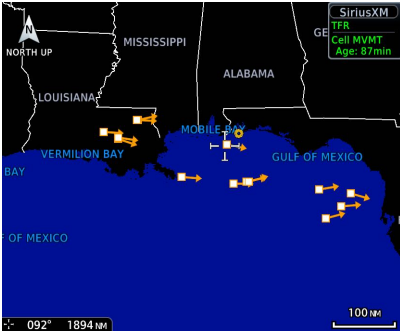 SiriusXM
TFR
Cell MVMT
Age: 87min
N
NORTH UP
MISSISSIPPI
GE
ALABAMA
LOUISIANA
MOBILE BAY
VERMILION BAY
GULF OF MEXICO
BAY
F OF MEXICO
092° 1894NM
100NM